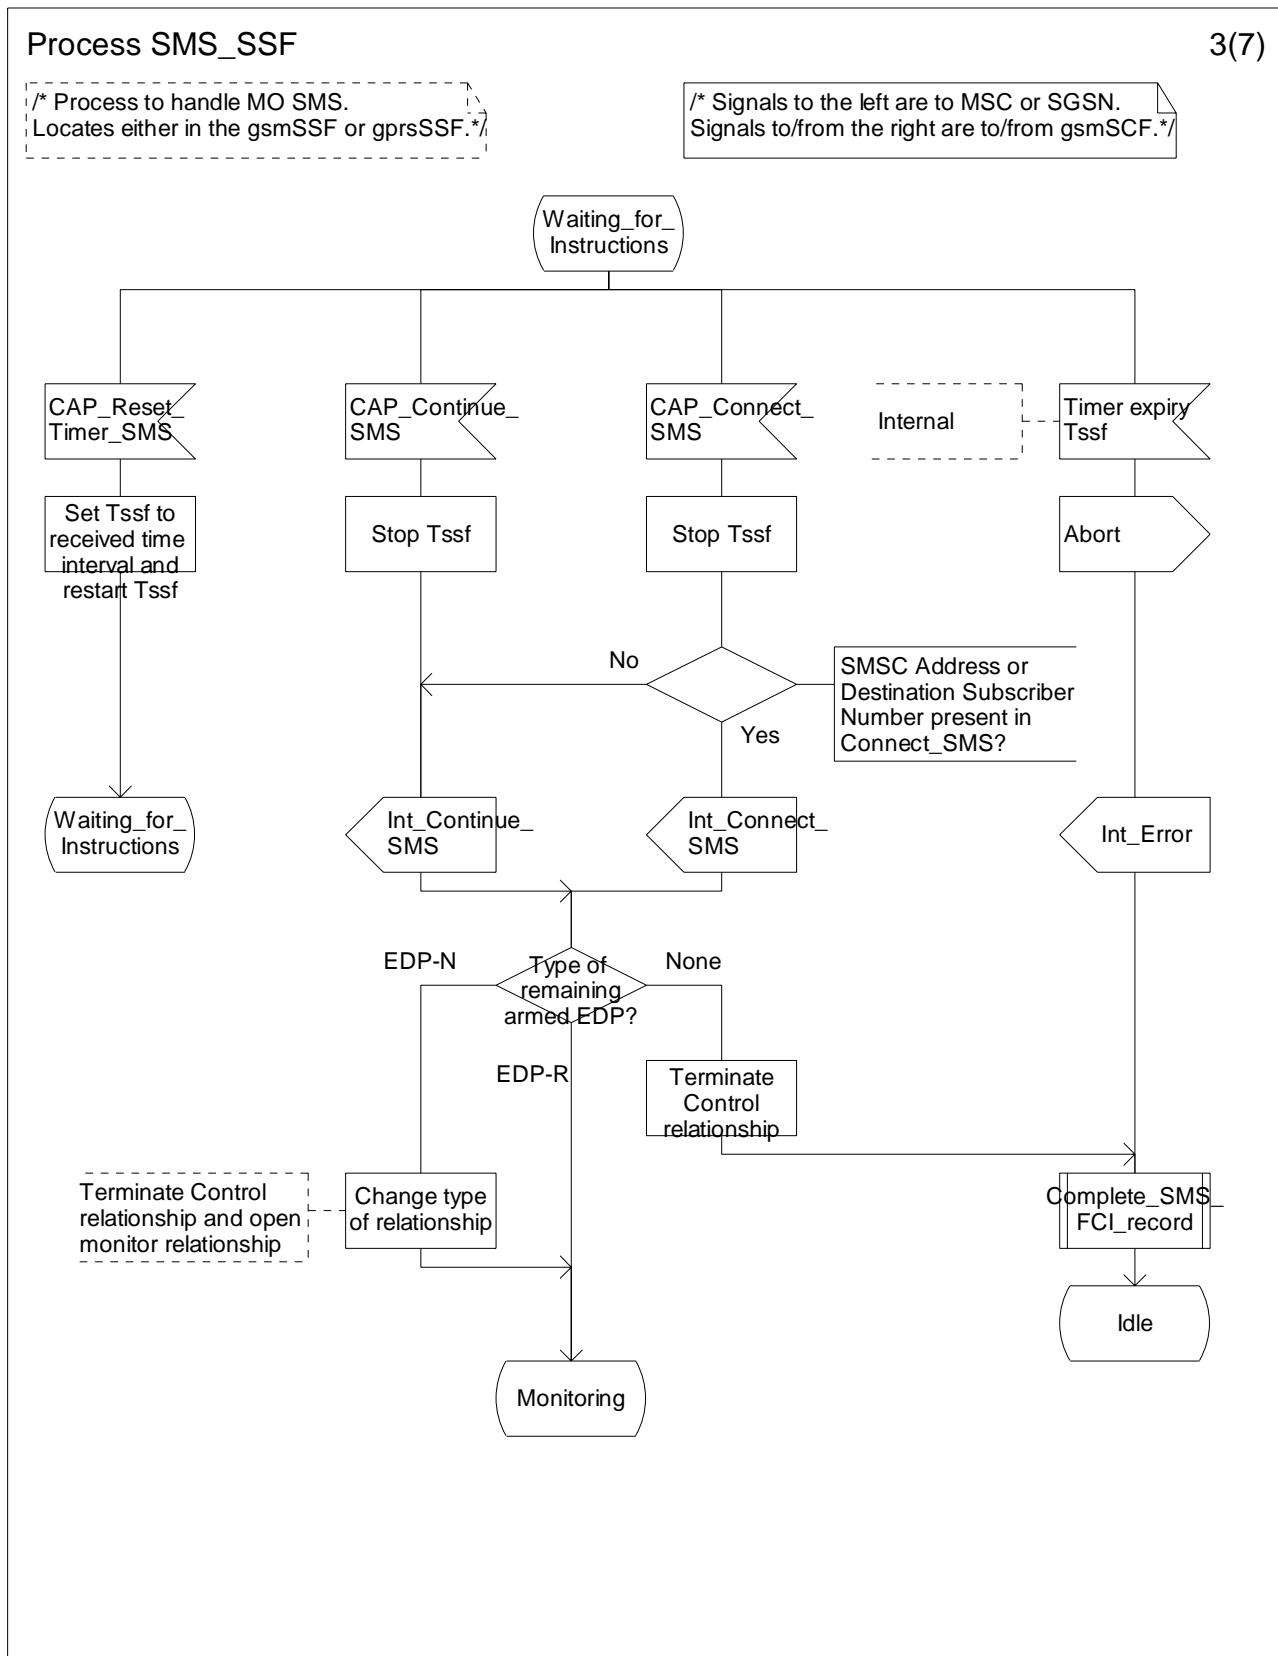 Process SMS_SSF
3(7)
/* Process to handle MO SMS.
Locates either in the gsmSSF or gprsSSF.*/
/* Signals to the left are to MSC or SGSN.
Signals to/from the right are to/from gsmSCF.*/
Waiting_for_
Instructions
CAP_Reset_
Timer_SMS
CAP_Continue_
SMS
CAP_Connect_
SMS
Internal
Timer expiry
Tssf
Set Tssf to
received time
interval and
restart Tssf
Stop Tssf
Stop Tssf
Abort
No
Yes
SMSC Address or
Destination Subscriber
Number present in
Connect_SMS?
Waiting_for_
Instructions
Int_Continue_
SMS
Int_Connect_
SMS
Int_Error
EDP-N
Type of
remaining
armed EDP?
None
EDP-R
Terminate
Control
relationship
Terminate Control
relationship and open
monitor relationship
Change type
of relationship
Complete_SMS_
FCI_record
Idle
Monitoring